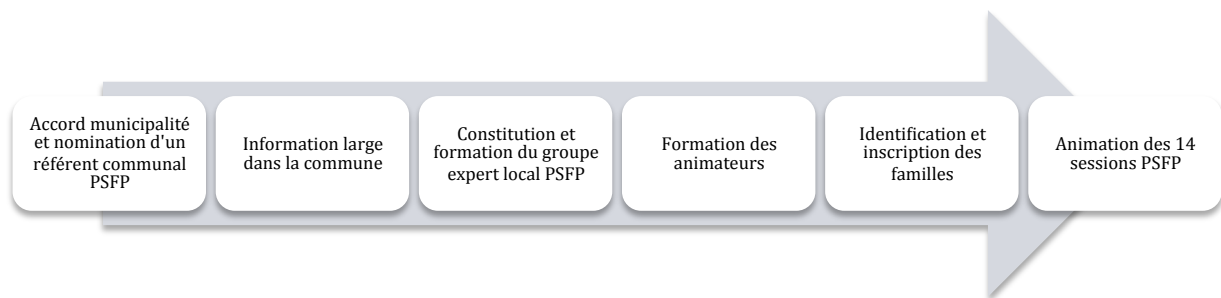 Accord municipalité
et nomination d'un
référent communal
PSFP
Information large
dans la commune
Constitution et
formation du groupe
expert local PSFP
Formation des
animateurs
Identification et
inscription des
familles
Animation des 14
sessions PSFP